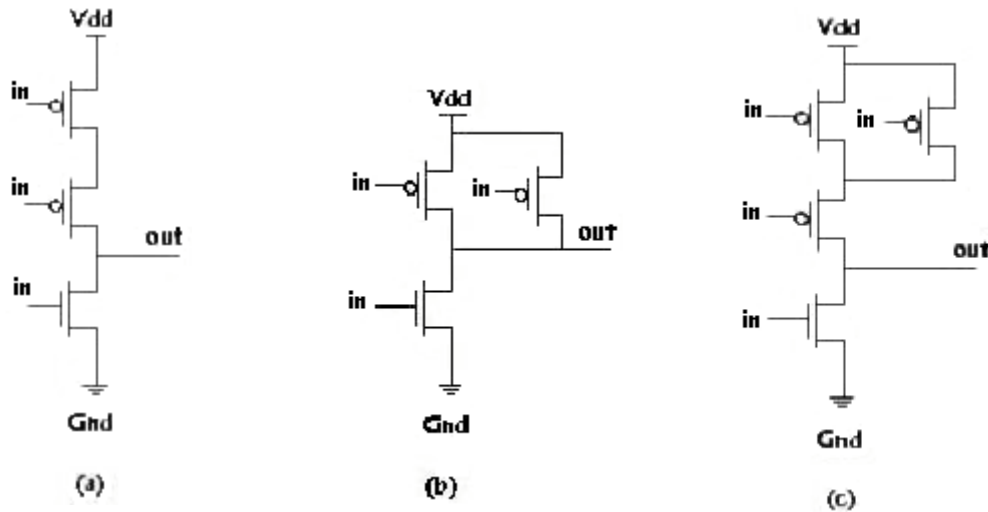 Vdd
in
in
out
in
Gnd
(a)
Vdd
in
in
out
in
Gnd
(b)
Vdd
in
in
in
out
in
Gnd
(c)